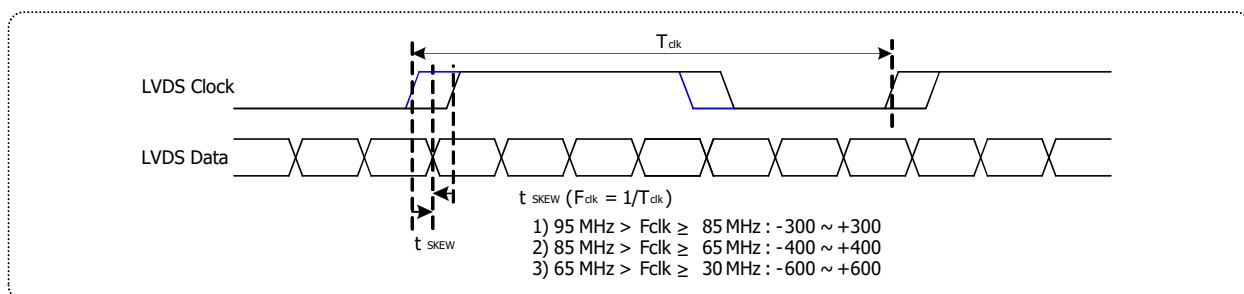 Tclk
LVDS Clock
LVDS Data
t SKEW (Fclk = 1/Tclk)
t SKEW
1) 95 MHz > Fclk ≥ 85 MHz : -300 ~ +300
2) 85 MHz > Fclk ≥ 65 MHz : -400 ~ +400
3) 65 MHz > Fclk ≥ 30 MHz : -600 ~ +600